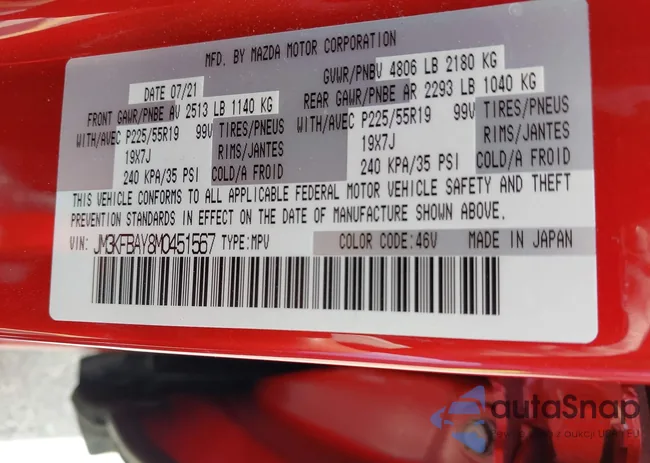 MFD. BY MAZDA MOTOR CORPORATION
DATE 07/21
GVWR/PNBV 4806 LB 2180 KG
FRONT GAWR/PNBE AV 2513 LB 1140 KG
REAR GAWR/PNBE AR 2293 LB 1040 KG
WITH/AVEC P225/55R19 99V TIRES/PNEUS
19X7J RIMS/JANTES
240 KPA/35 PSI COLD/A FROID
WITH/AVEC P225/55R19 99V TIRES/PNEUS
19X7J RIMS/JANTES
240 KPA/35 PSI COLD/A FROID
THIS VEHICLE CONFORMS TO ALL APPLICABLE FEDERAL MOTOR VEHICLE SAFETY AND THEFT
PREVENTION STANDARDS IN EFFECT ON THE DATE OF MANUFACTURE SHOWN ABOVE.
VIN: JM3KFBAY8M0451567 TYPE:MPV COLOR CODE:46V MADE IN JAPAN
autaSnap
z aukcji